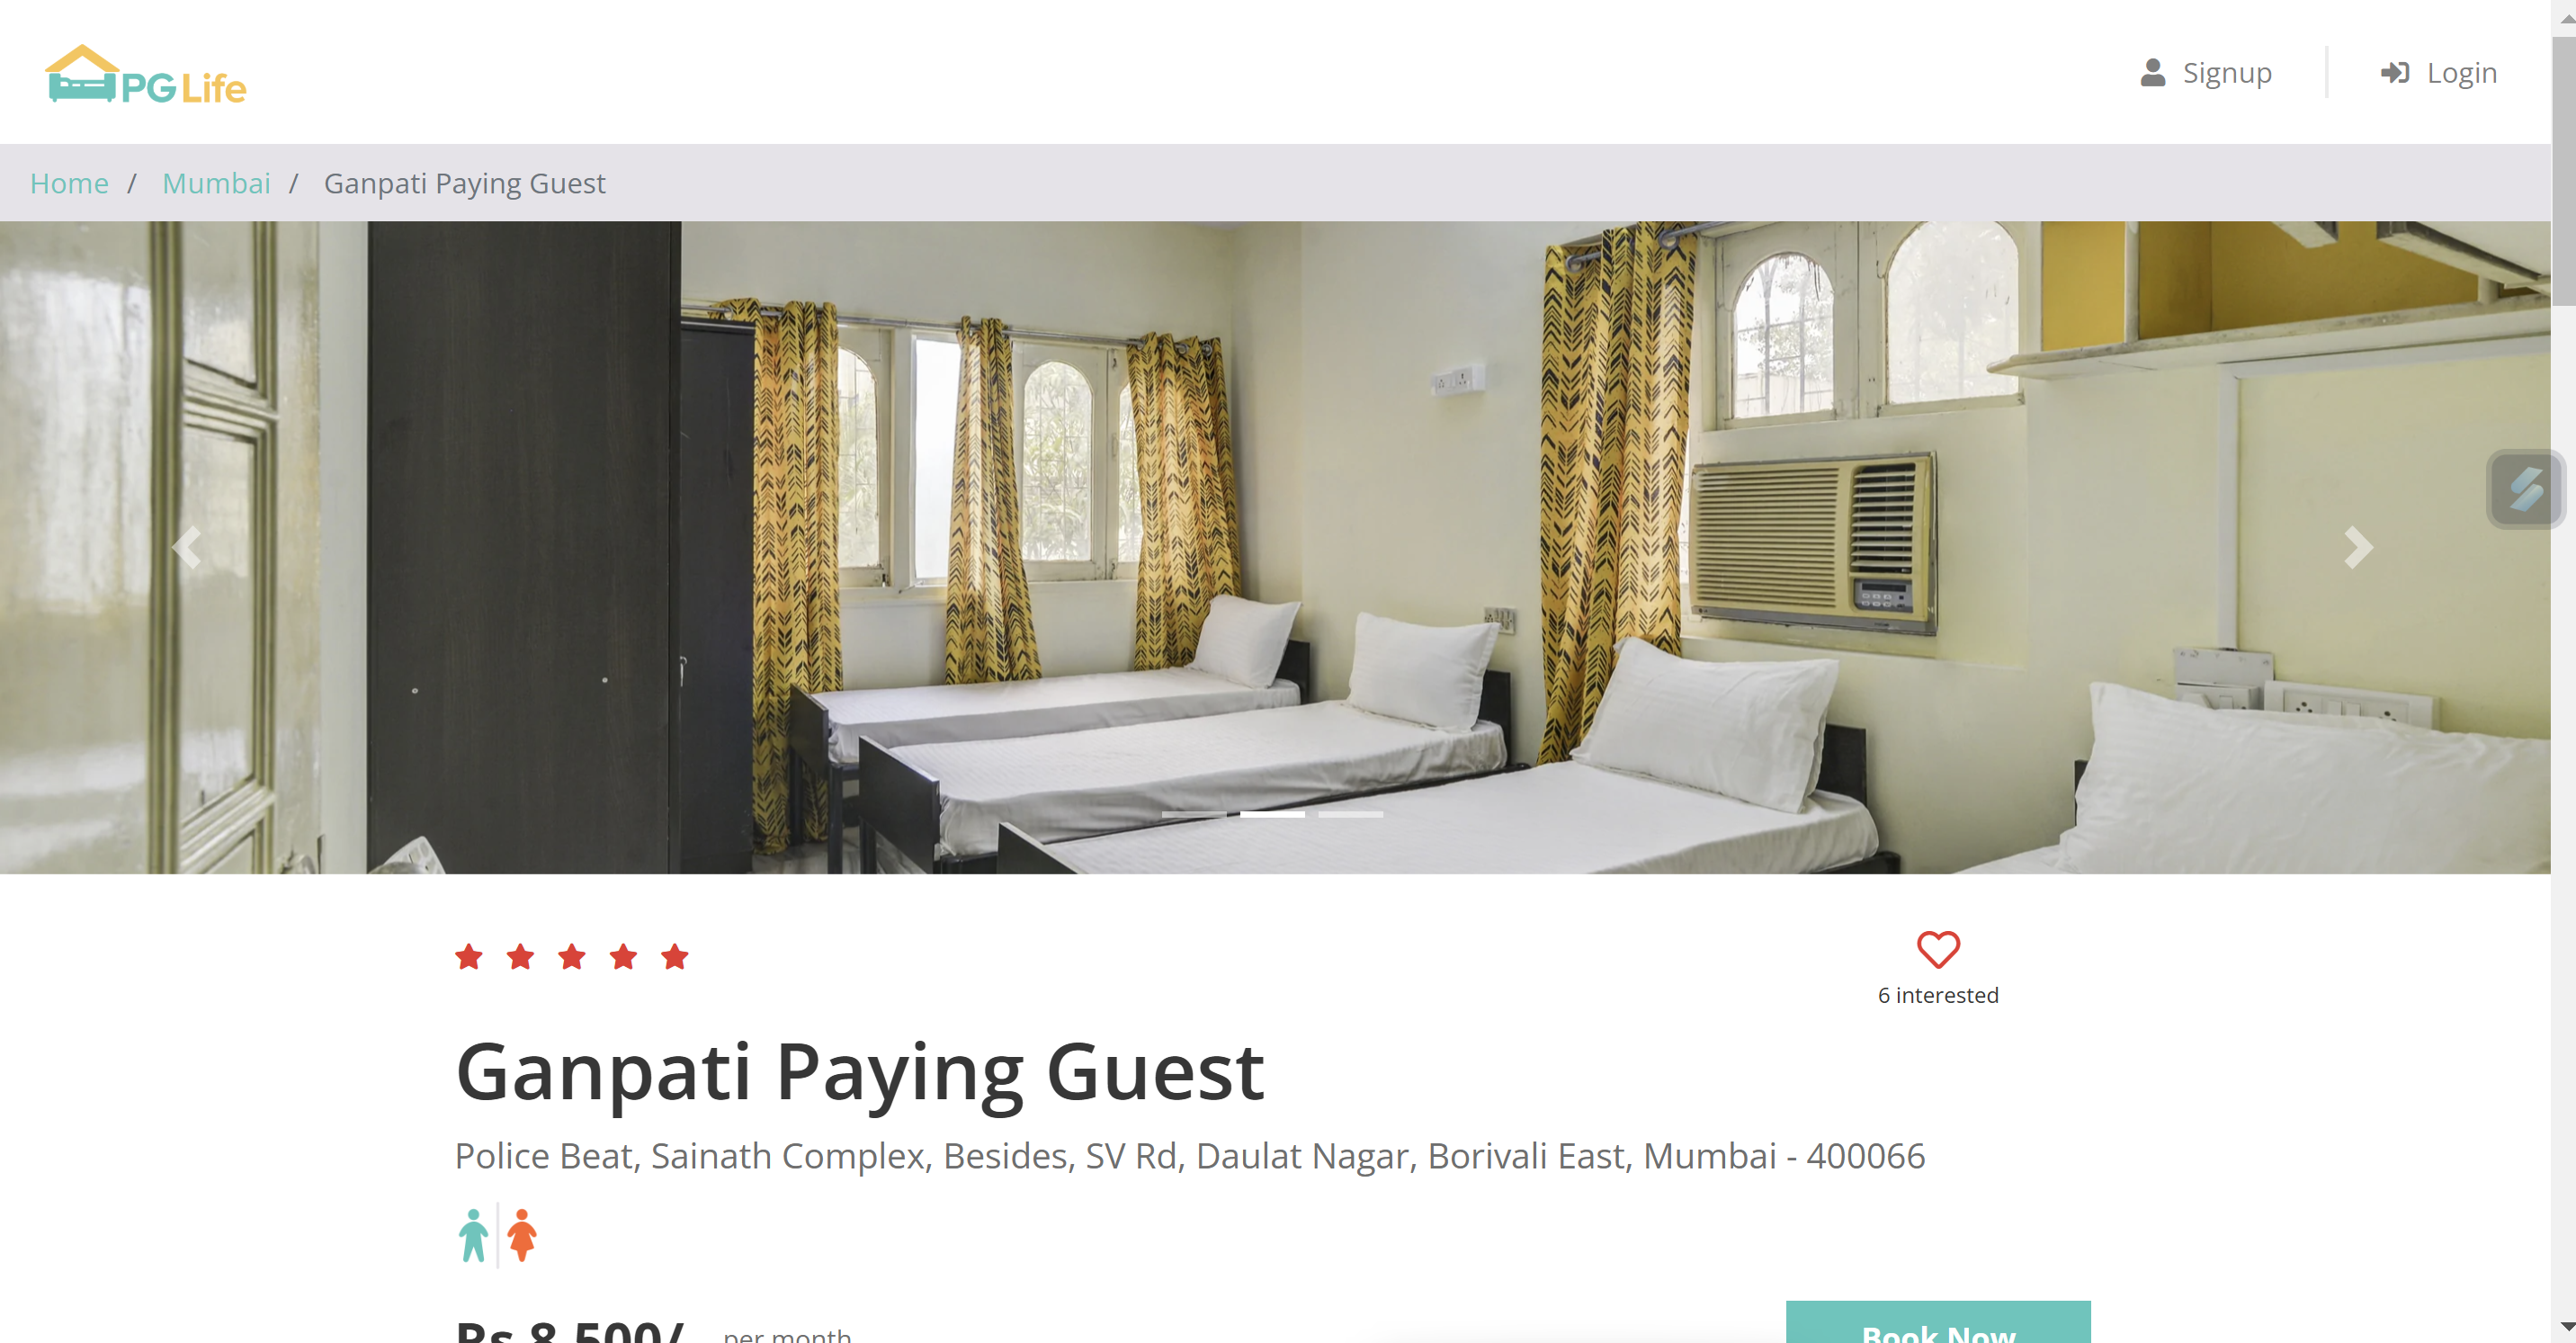 PG Life
Signup
Login
Home / Mumbai / Ganpati Paying Guest
6 interested
Ganpati Paying Guest
Police Beat, Sainath Complex, Besides, SV Rd, Daulat Nagar, Borivali East, Mumbai - 400066
Rs 8,500/- per month
Book Now